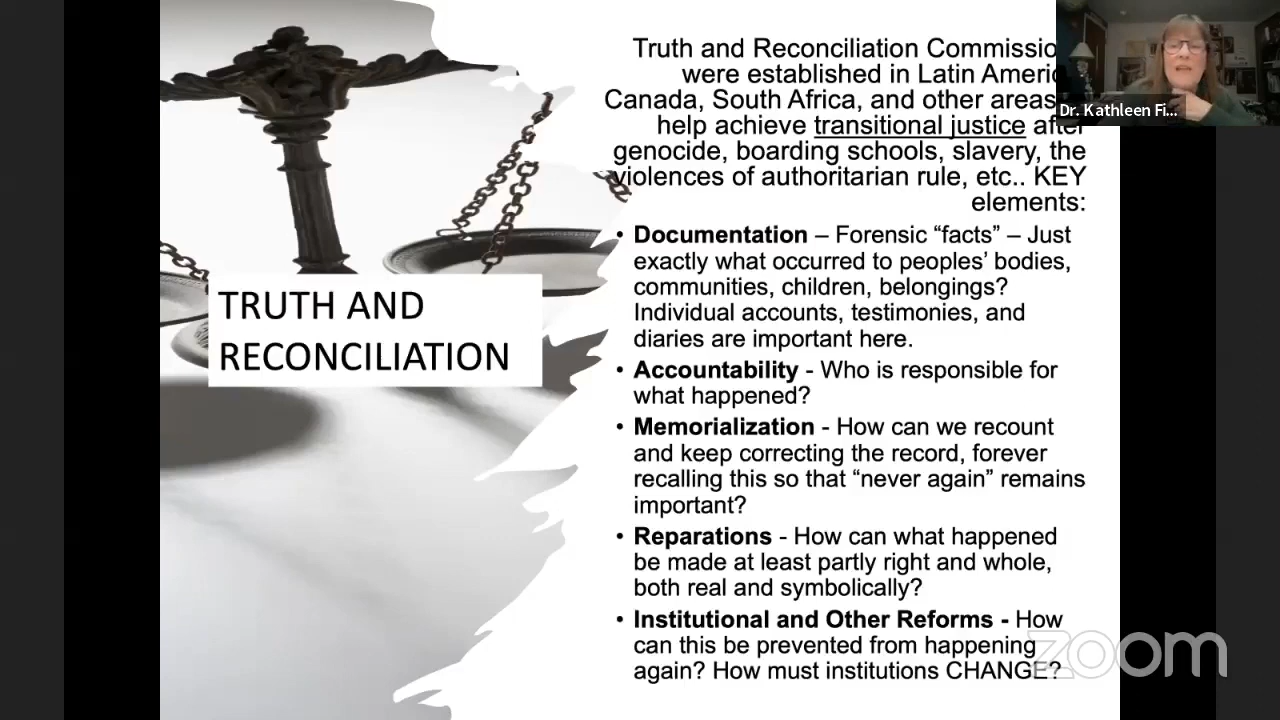 Truth and Reconciliation Commissio
were established in Latin Americ
Canada, South Africa, and other areas
help achieve transitional justice after
genocide, boarding schools, slavery, the
violences of authoritarian rule, etc.. KEY
elements:
• Documentation – Forensic “facts” – Just
exactly what occurred to peoples’ bodies,
communities, children, belongings?
Individual accounts, testimonies, and
diaries are important here.
• Accountability - Who is responsible for
what happened?
• Memorialization - How can we recount
and keep correcting the record, forever
recalling this so that “never again” remains
important?
• Reparations - How can what happened
be made at least partly right and whole,
both real and symbolically?
• Institutional and Other Reforms - How
can this be prevented from happening
again? How must institutions CHANGE?
TRUTH AND
RECONCILIATION
Dr. Kathleen Fi...
zoom